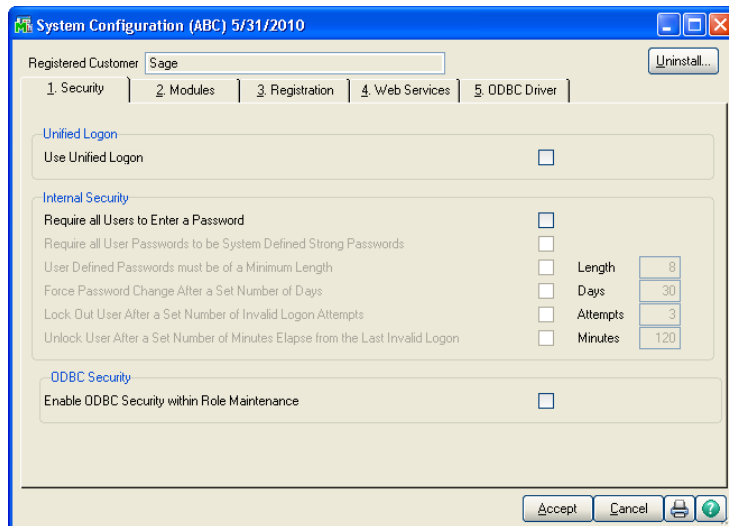 System Configuration (ABC) 5/31/2010
Registered Customer Sage Uninstall...
1. Security 2. Modules 3. Registration 4. Web Services 5. ODBC Driver
Unified Logon
Use Unified Logon
Internal Security
Require all Users to Enter a Password
Require all User Passwords to be System Defined Strong Passwords
User Defined Passwords must be of a Minimum Length Length 8
Force Password Change After a Set Number of Days Days 30
Lock Out User After a Set Number of Invalid Logon Attempts Attempts 3
Unlock User After a Set Number of Minutes Elapse from the Last Invalid Logon Minutes 120
ODBC Security
Enable ODBC Security within Role Maintenance
Accept Cancel